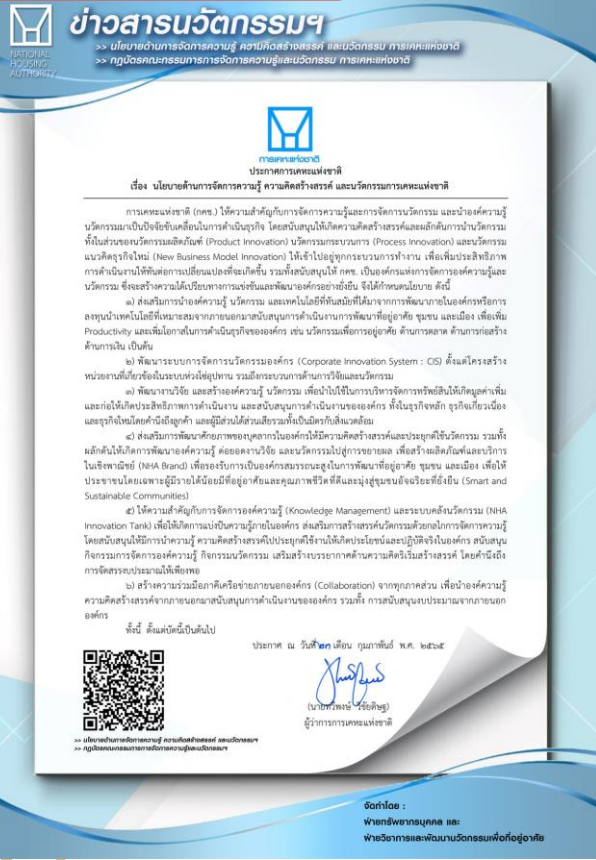 ข่าวสารนวัตกรรมฯ
>> นโยบายด้านการจัดการความรู้ ความคิดสร้างสรรค์ และนวัตกรรม การเคหะแห่งชาติ
>> กฎบัตรคณะกรรมการการจัดการความรู้และนวัตกรรม การเคหะแห่งชาติ
NATIONAL
HOUSING
AUTHORITY
การเคหะแห่งชาติ
ประกาศการเคหะแห่งชาติ
เรื่อง นโยบายด้านการจัดการความรู้ ความคิดสร้างสรรค์ และนวัตกรรมการเคหะแห่งชาติ
การเคหะแห่งชาติ (กคช.) ให้ความสำคัญกับการจัดการความรู้และการจัดการนวัตกรรม และนำองค์ความรู้
นวัตกรรมมาเป็นปัจจัยขับเคลื่อนในการดำเนินธุรกิจ โดยสนับสนุนให้เกิดความคิดสร้างสรรค์และผลักดันการนำนวัตกรรม
ทั้งในส่วนของนวัตกรรมผลิตภัณฑ์ (Product Innovation) นวัตกรรมกระบวนการ (Process Innovation) และนวัตกรรม
แนวคิดธุรกิจใหม่ (New Business Model Innovation) ให้เข้าไปอยู่ทุกกระบวนการทำงาน เพื่อเพิ่มประสิทธิภาพ
การดำเนินงานให้ทันต่อการเปลี่ยนแปลงที่จะเกิดขึ้น รวมทั้งสนับสนุนให้ กคช. เป็นองค์กรแห่งการจัดการองค์ความรู้และ
นวัตกรรม ซึ่งจะสร้างความได้เปรียบทางการแข่งขันและพัฒนาองค์กรอย่างยั่งยืน จึงได้กำหนดนโยบาย ดังนี้
๑) ส่งเสริมการนำองค์ความรู้ นวัตกรรม และเทคโนโลยีที่ทันสมัยที่ได้มาจากการพัฒนาภายในองค์กรหรือการ
ลงทุนนำเทคโนโลยีที่เหมาะสมจากภายนอกมาสนับสนุนการดำเนินงานการพัฒนาที่อยู่อาศัย ชุมชน และเมือง เพื่อเพิ่ม
Productivity และเพิ่มโอกาสในการดำเนินธุรกิจขององค์กร เช่น นวัตกรรมเพื่อการอยู่อาศัย ด้านการตลาด ด้านการก่อสร้าง
ด้านการเงิน เป็นต้น
๒) พัฒนาระบบการจัดการนวัตกรรมองค์กร (Corporate Innovation System : CIS) ตั้งแต่โครงสร้าง
หน่วยงานที่เกี่ยวข้องในระบบห่วงโซ่อุปทาน รวมถึงกระบวนการด้านการวิจัยและนวัตกรรม
๓) พัฒนางานวิจัย และสร้างองค์ความรู้ นวัตกรรม เพื่อนำไปใช้ในการบริหารจัดการทรัพย์สินให้เกิดมูลค่าเพิ่ม
และก่อให้เกิดประสิทธิภาพการดำเนินงาน และสนับสนุนการดำเนินงานขององค์กร ทั้งในธุรกิจหลัก ธุรกิจเกี่ยวเนื่อง
และธุรกิจใหม่โดยคำนึงถึงลูกค้า และผู้มีส่วนได้ส่วนเสียรวมทั้งเป็นมิตรกับสิ่งแวดล้อม
๔) ส่งเสริมการพัฒนาศักยภาพของบุคลากรในองค์กรให้มีความคิดสร้างสรรค์และประยุกต์ใช้นวัตกรรม รวมทั้ง
ผลักดันให้เกิดการพัฒนาองค์ความรู้ ต่อยอดงานวิจัย และนวัตกรรมไปสู่การขยายผล เพื่อสร้างผลิตภัณฑ์และบริการ
ในเชิงพาณิชย์ (NHA Brand) เพื่อรองรับการเป็นองค์กรสมรรถนะสูงในการพัฒนาที่อยู่อาศัย ชุมชน และเมือง เพื่อให้
ประชาชนโดยเฉพาะผู้มีรายได้น้อยมีที่อยู่อาศัยและคุณภาพชีวิตที่ดีและมุ่งสู่ชุมชนอัจฉริยะที่ยั่งยืน (Smart and
Sustainable Communities)
๕) ให้ความสำคัญกับการจัดการองค์ความรู้ (Knowledge Management) และระบบคลังนวัตกรรม (NHA
Innovation Tank) เพื่อให้เกิดการแบ่งปันความรู้ภายในองค์กร ส่งเสริมการสร้างสรรค์นวัตกรรมด้วยกลไกการจัดการความรู้
โดยสนับสนุนให้มีการนำความรู้ ความคิดสร้างสรรค์ไปประยุกต์ใช้งานให้เกิดประโยชน์และปฏิบัติจริงในองค์กร สนับสนุน
กิจกรรมการจัดการองค์ความรู้ กิจกรรมนวัตกรรม เสริมสร้างบรรยากาศด้านความคิดริเริ่มสร้างสรรค์ โดยคำนึงถึง
การจัดสรรงบประมาณให้เพียงพอ
๖) สร้างความร่วมมือภาคีเครือข่ายภายนอกองค์กร (Collaboration) จากทุกภาคส่วน เพื่อนำองค์ความรู้
ความคิดสร้างสรรค์จากภายนอกมาสนับสนุนการดำเนินงานขององค์กร รวมทั้ง การสนับสนุนงบประมาณจากภายนอก
องค์กร
ทั้งนี้ ตั้งแต่บัดนี้เป็นต้นไป
ประกาศ ณ วันที่ ๒๓ เดือน กุมภาพันธ์ พ.ศ. ๒๕๖๕
(นายทวีพงษ์ วิชัยดิษฐ)
ผู้ว่าการการเคหะแห่งชาติ
>> นโยบายด้านการจัดการความรู้ ความคิดสร้างสรรค์ และนวัตกรรมฯ
>> กฎบัตรคณะกรรมการการจัดการความรู้และนวัตกรรมฯ
จัดทำโดย :
ฝ่ายทรัพยากรบุคคล และ
ฝ่ายวิชาการและพัฒนานวัตกรรมเพื่อที่อยู่อาศัย